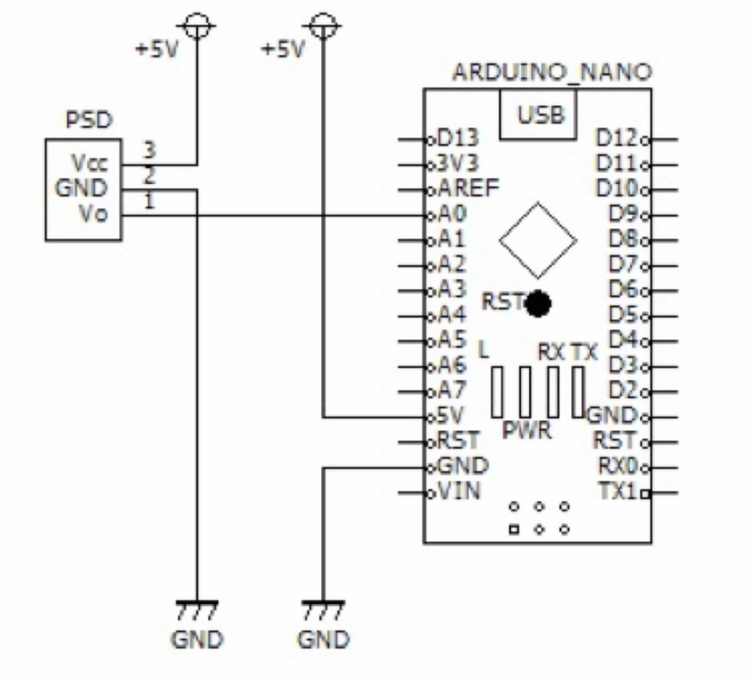 +5V
+5V
ARDUINO_NANO
USB
PSD
Vcc 3
GND 2
Vo 1
D13 D12
3V3 D11
AREF D10
A0 D9
A1 D8
A2 D7
A3 RST D6
A4 D5
A5 L RX TX D4
A6 D3
A7 D2
5V PWR GND
RST RST
GND RX0
VIN TX1
GND
GND